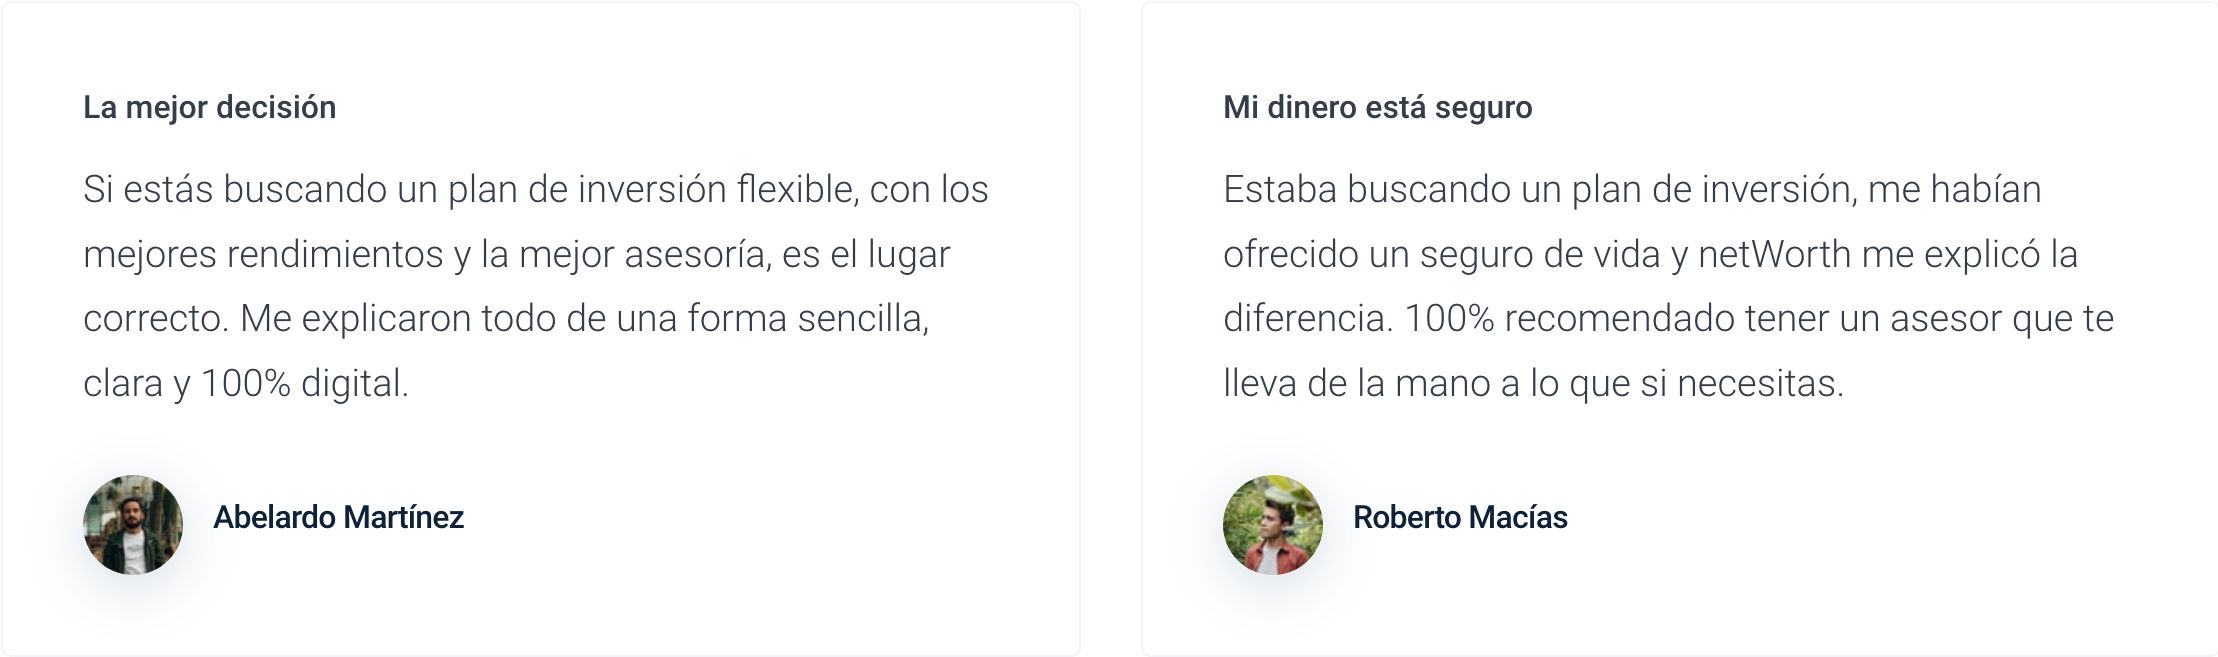 La mejor decisión
Si estás buscando un plan de inversión flexible, con los
mejores rendimientos y la mejor asesoría, es el lugar
correcto. Me explicaron todo de una forma sencilla,
clara y 100% digital.
Abelardo Martínez
Mi dinero está seguro
Estaba buscando un plan de inversión, me habían
ofrecido un seguro de vida y netWorth me explicó la
diferencia. 100% recomendado tener un asesor que te
lleva de la mano a lo que si necesitas.
Roberto Macías